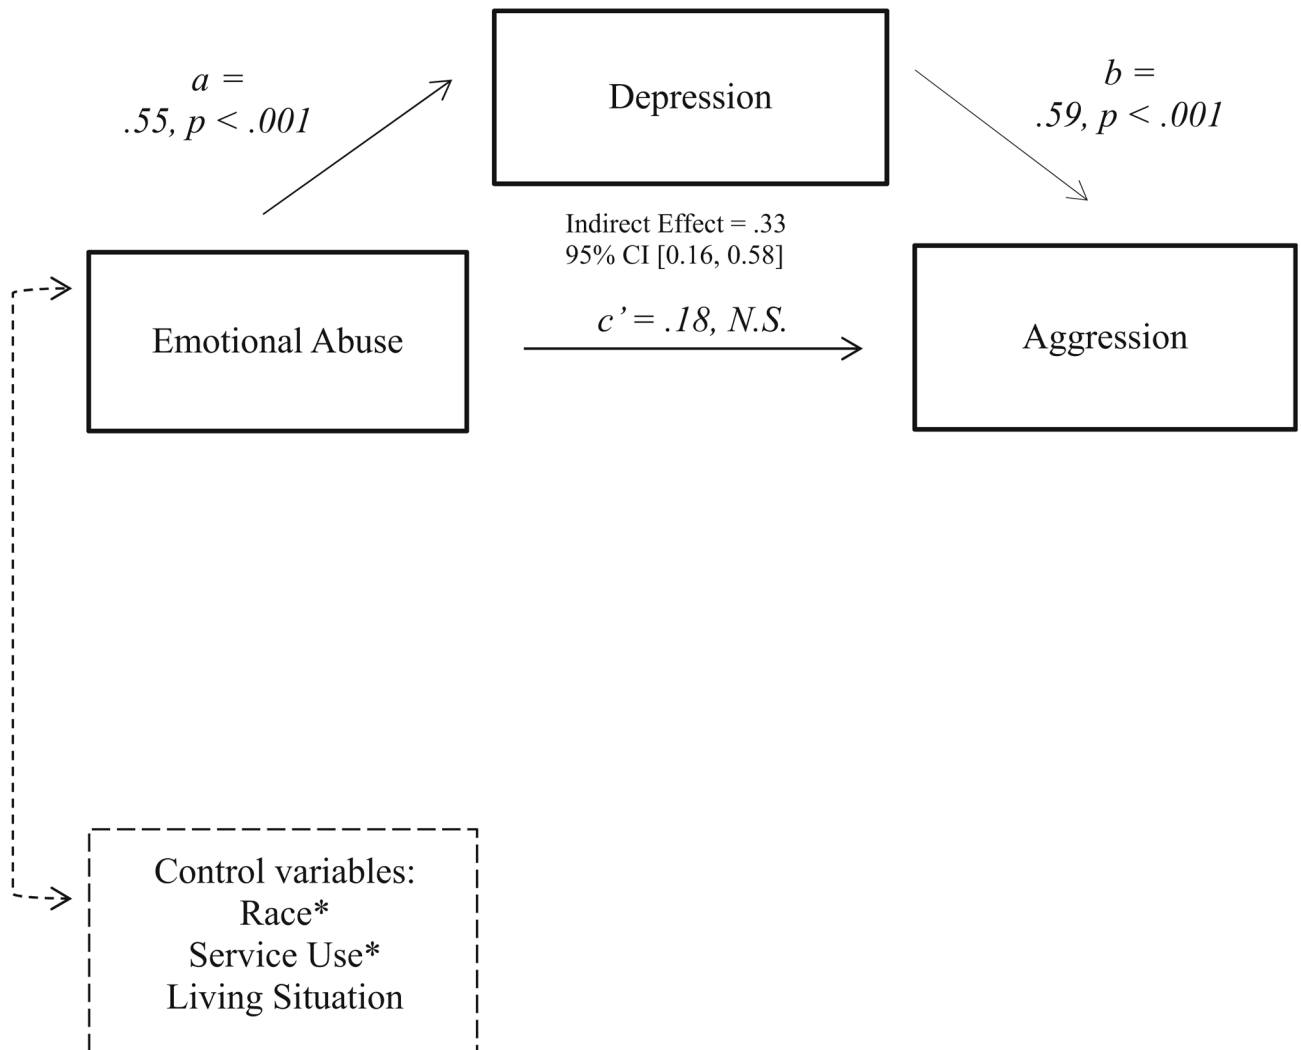 a =
.55, p < .001
Depression
b =
.59, p < .001
Indirect Effect = .33
95% CI [0.16, 0.58]
c’ = .18, N.S.
Emotional Abuse
Aggression
Control variables:
Race*
Service Use*
Living Situation